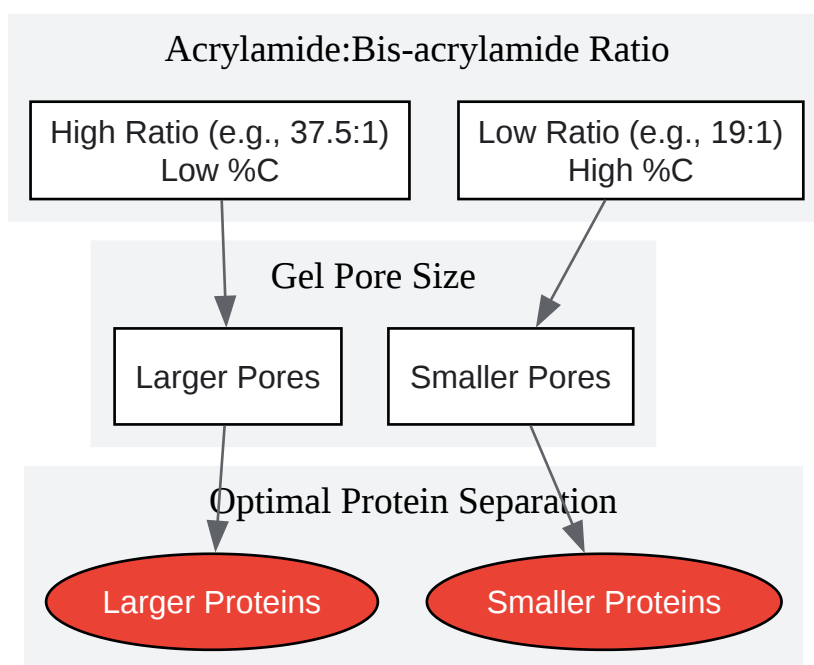 Acrylamide:Bis-acrylamide Ratio
High Ratio (e.g., 37.5:1)
Low %C
Low Ratio (e.g., 19:1)
High %C
Gel Pore Size
Larger Pores
Smaller Pores
Optimal Protein Separation
Larger Proteins
Smaller Proteins